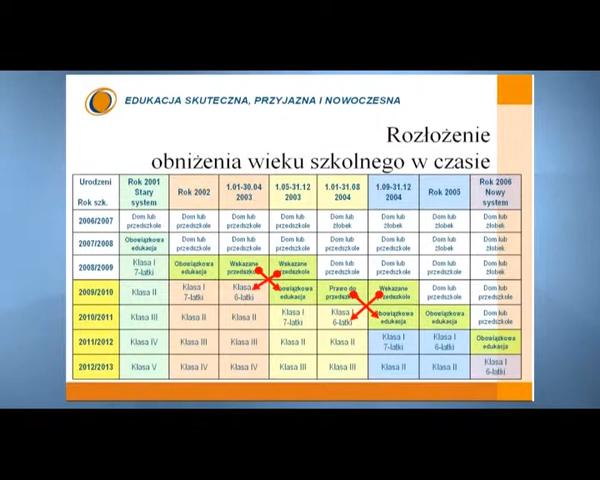 EDUKACJA SKUTECZNA, PRZYJAZNA I NOWOCZESNA
Rozłożenie
obniżenia wieku szkolnego w czasie
Urodzeni
Rok szk.
Rok 2001 Stary system
Rok 2002
1.01-30.04 2003
1.05-31.12 2003
1.01-31.08 2004
1.09-31.12 2004
Rok 2005
Rok 2006 Nowy system
2006/2007 Dom lub przedszkole Dom lub przedszkole Dom lub przedszkole Dom lub przedszkole Dom lub żłobek Dom lub żłobek Dom lub żłobek Dom lub żłobek
2007/2008 Obowiązkowa edukacja Dom lub przedszkole Dom lub przedszkole Dom lub przedszkole Dom lub przedszkole Dom lub przedszkole Dom lub żłobek Dom lub żłobek
2008/2009 Klasa I 7-latki Obowiązkowa edukacja Wskazane przedszkole Wskazane przedszkole Dom lub przedszkole Dom lub przedszkole Dom lub przedszkole Dom lub żłobek
2009/2010 Klasa II Klasa I 7-latki Klasa 6-latki Obowiązkowa edukacja Prawo do przedszkola Wskazane przedszkole Dom lub przedszkole Dom lub przedszkole
2010/2011 Klasa III Klasa II Klasa II Klasa I 7-latki Klasa I 6-latki Obowiązkowa edukacja Obowiązkowa edukacja Dom lub przedszkole
2011/2012 Klasa IV Klasa III Klasa III Klasa II Klasa II Klasa I 7-latki Klasa I 6-latki Obowiązkowa edukacja
2012/2013 Klasa V Klasa IV Klasa IV Klasa III Klasa III Klasa II Klasa II Klasa I 6-latki